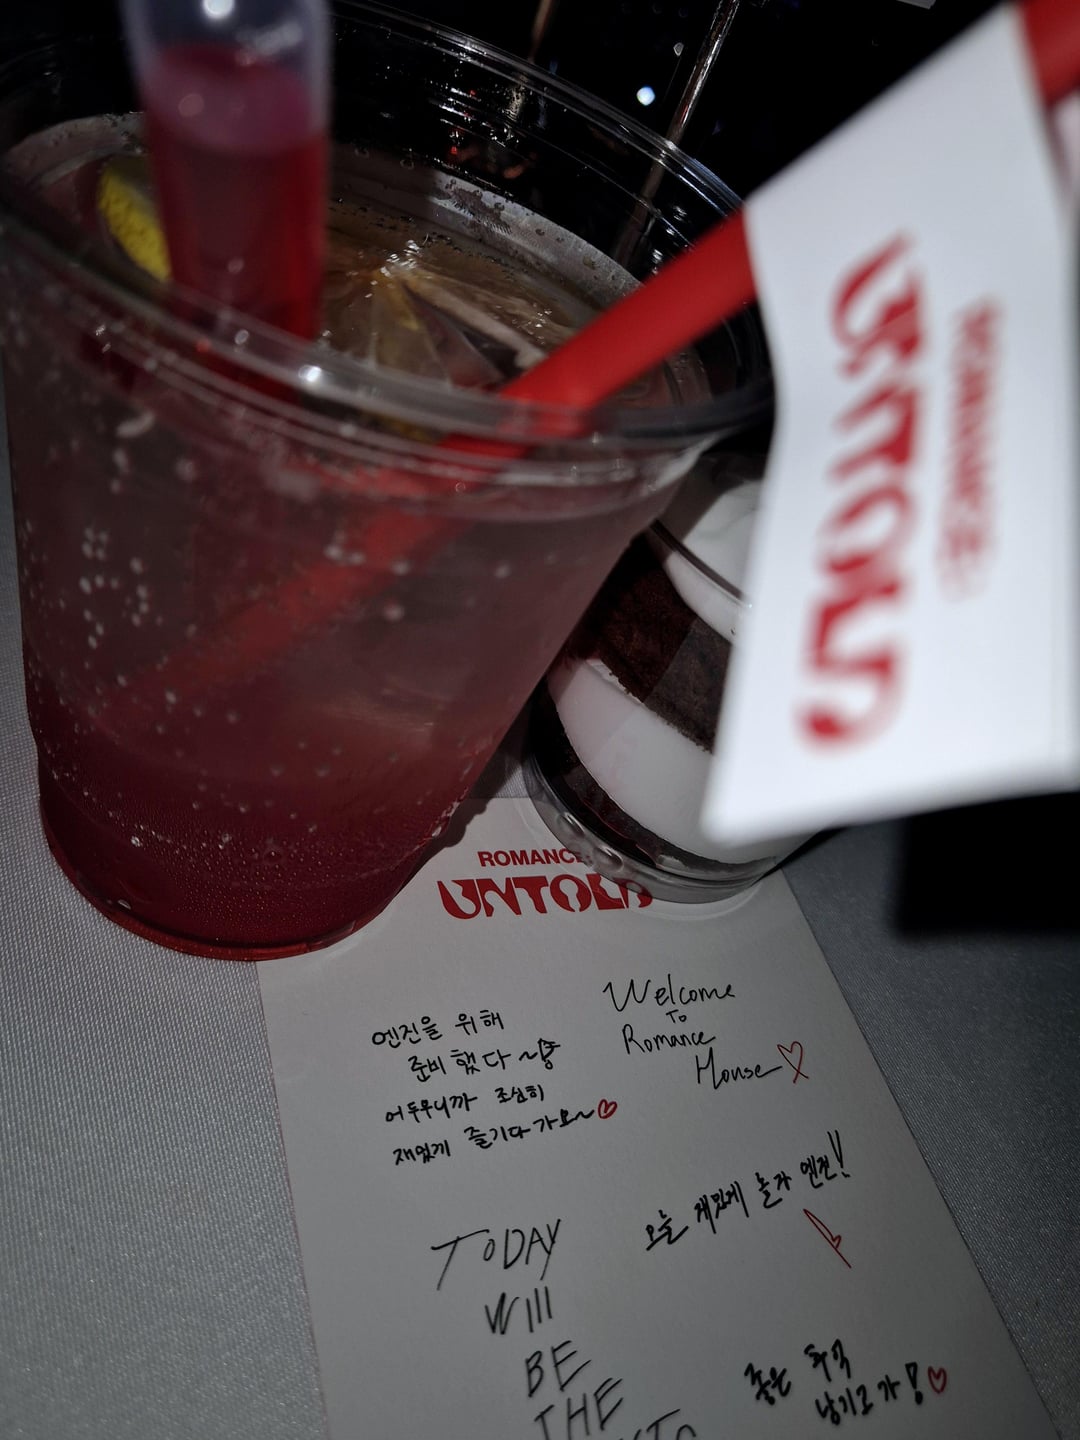 ROMANCE:
UNTOLD
ROMANCE:
UNTOLD
엔진을 위해
준비했다~
어두우니까 조심히
재밌게 즐기다 가요~
Welcome
To
Romance
House
오늘 재밌게 놀자 엔진!!
TODAY
Will
BE
THE
좋은 추억
남기고 가!